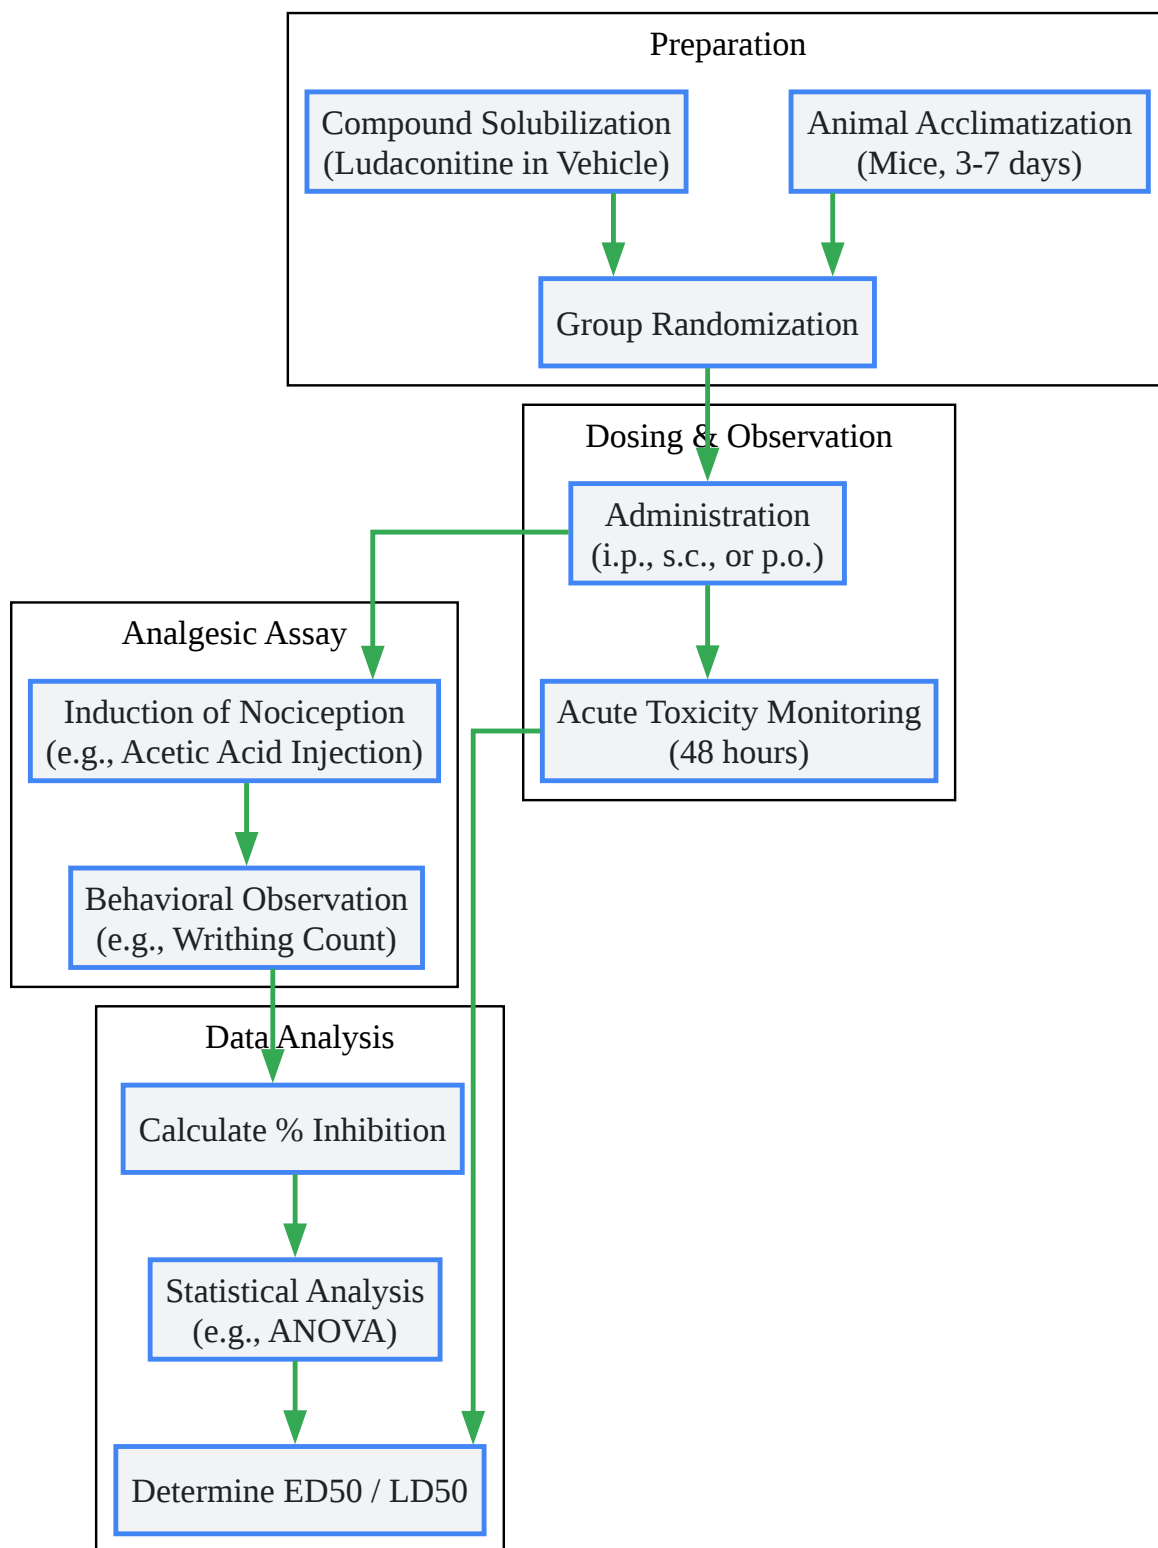 Preparation
Compound Solubilization
(Ludaconitine in Vehicle)
Animal Acclimatization
(Mice, 3-7 days)
Group Randomization
Dosing & Observation
Administration
(i.p., s.c., or p.o.)
Acute Toxicity Monitoring
(48 hours)
Analgesic Assay
Induction of Nociception
(e.g., Acetic Acid Injection)
Behavioral Observation
(e.g., Writhing Count)
Data Analysis
Calculate % Inhibition
Statistical Analysis
(e.g., ANOVA)
Determine ED50 / LD50